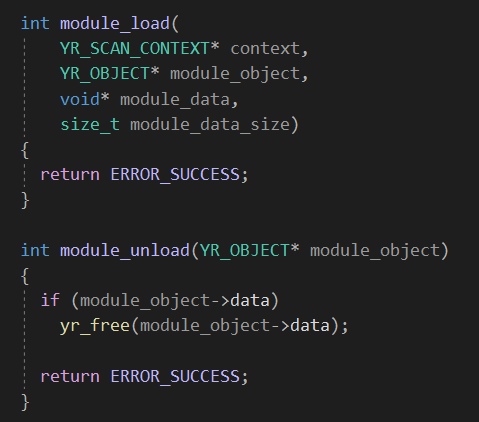 int module_load(
    YR_SCAN_CONTEXT* context,
    YR_OBJECT* module_object,
    void* module_data,
    size_t module_data_size)
{
  return ERROR_SUCCESS;
}

int module_unload(YR_OBJECT* module_object)
{
  if (module_object->data)
    yr_free(module_object->data);

  return ERROR_SUCCESS;
}